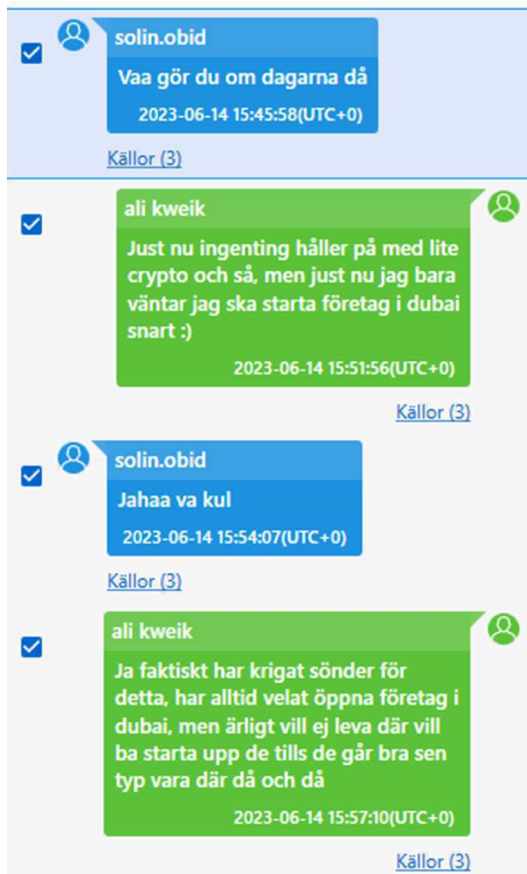 solin.obid
Vaa gör du om dagarna då
2023-06-14 15:45:58(UTC+0)
Källor (3)
ali kweik
Just nu ingenting håller på med lite
crypto och så, men just nu jag bara
väntar jag ska starta företag i dubai
snart :)
2023-06-14 15:51:56(UTC+0)
Källor (3)
solin.obid
Jahaa va kul
2023-06-14 15:54:07(UTC+0)
Källor (3)
ali kweik
Ja faktiskt har krigat sönder för
detta, har alltid velat öppna företag i
dubai, men ärligt vill ej leva där vill
ba starta upp de tills de går bra sen
typ vara där då och då
2023-06-14 15:57:10(UTC+0)
Källor (3)